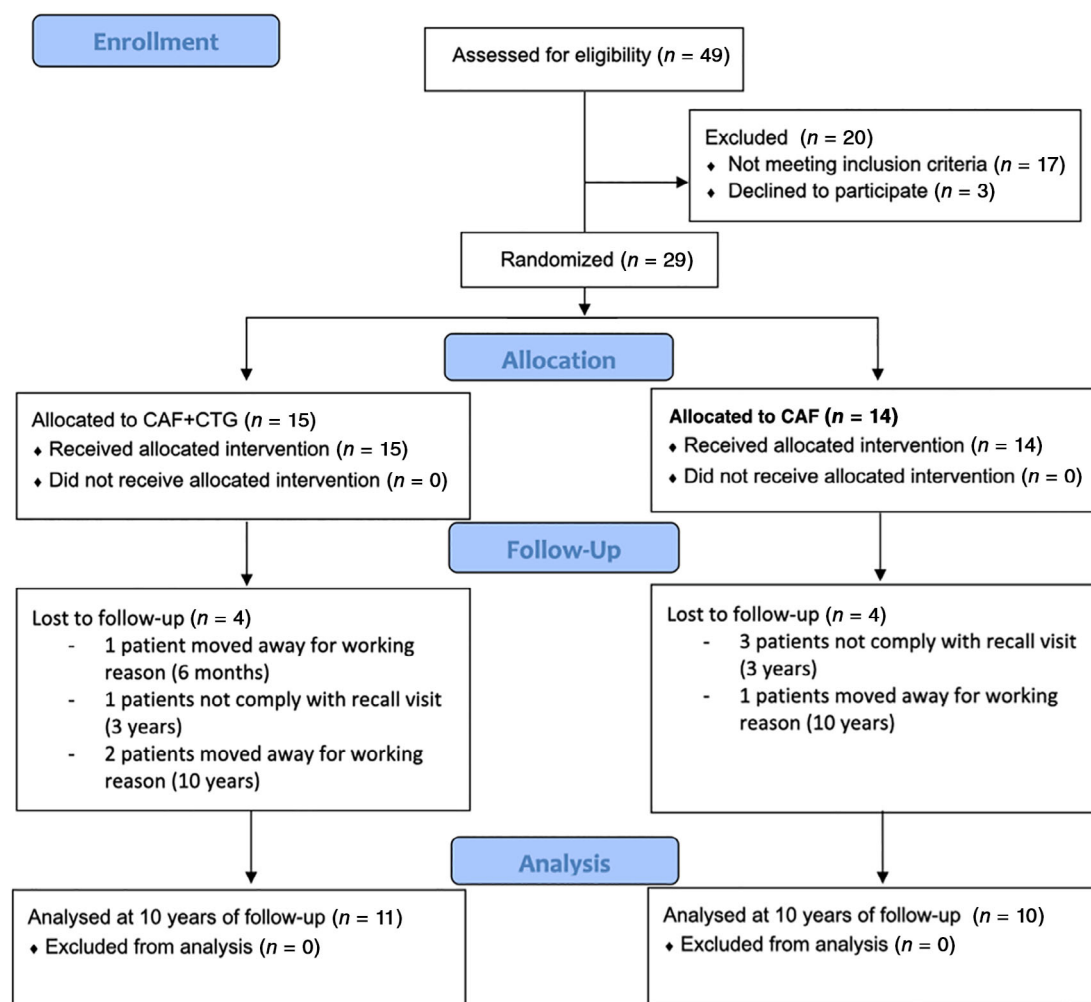 Enrollment
Assessed for eligibility (n = 49)
Excluded (n = 20)
♦ Not meeting inclusion criteria (n = 17)
♦ Declined to participate (n = 3)
Randomized (n = 29)
Allocation
Allocated to CAF+CTG (n = 15)
♦ Received allocated intervention (n = 15)
♦ Did not receive allocated intervention (n = 0)
Allocated to CAF (n = 14)
♦ Received allocated intervention (n = 14)
♦ Did not receive allocated intervention (n = 0)
Follow-Up
Lost to follow-up (n = 4)
- 1 patient moved away for working
reason (6 months)
- 1 patients not comply with recall visit
(3 years)
- 2 patients moved away for working
reason (10 years)
Lost to follow-up (n = 4)
- 3 patients not comply with recall visit
(3 years)
- 1 patients moved away for working
reason (10 years)
Analysis
Analysed at 10 years of follow-up (n = 11)
♦ Excluded from analysis (n = 0)
Analysed at 10 years of follow-up (n = 10)
♦ Excluded from analysis (n = 0)